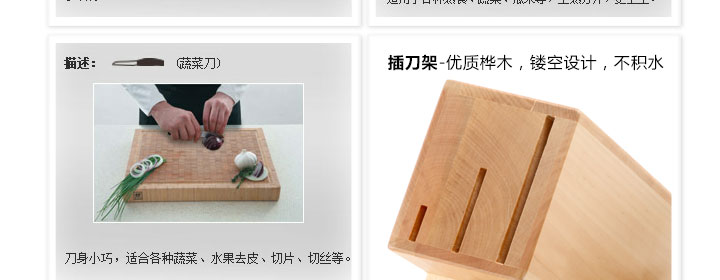 描述： （蔬菜刀）
刀身小巧，适合各种蔬菜、水果去皮、切片、切丝等。
插刀架-优质桦木，镂空设计，不积水